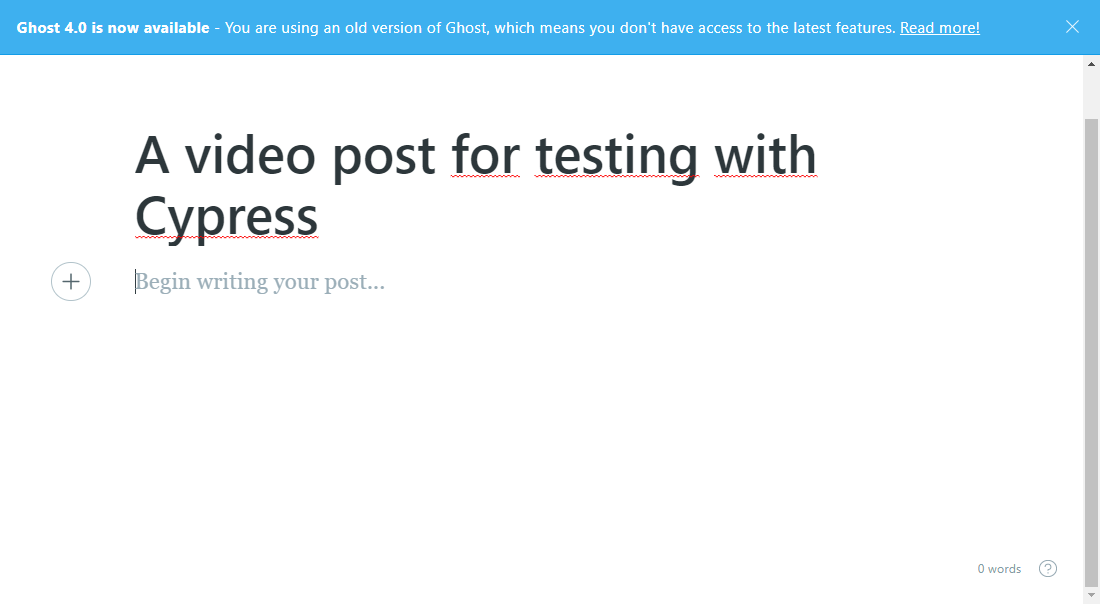 Ghost 4.0 is now available - You are using an old version of Ghost, which means you don't have access to the latest features. Read more!
A video post for testing with
Cypress
Begin writing your post...
0 words
?